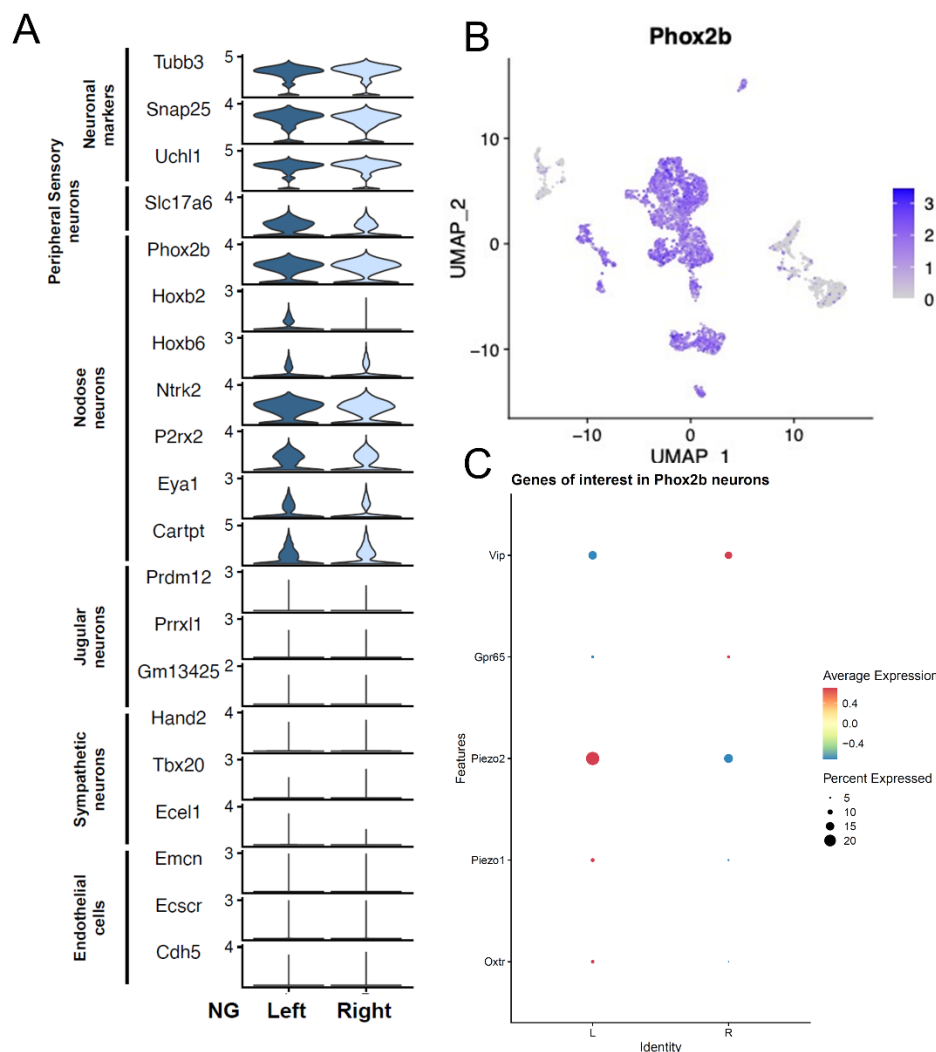 A
Peripheral Sensory
neurons
Neuronal
markers
Tubb3 5
Snap25 4
Uchl1 5
Slc17a6 4
Nodose
neurons
Phox2b 4
Hoxb2 3
Hoxb6 3
Ntrk2 4
P2rx2 4
Eya1 3
Cartpt 5
Jugular
neurons
Prdm12 3
Prrxl1 3
Gm13425 2
Sympathetic
neurons
Hand2 4
Tbx20 3
Ecel1 4
Endothelial
cells
Emcn 3
Ecscr 3
Cdh5 4
NG Left Right
B
Phox2b
UMAP_2
10
0
−10
−10 0 10
UMAP_1
3
2
1
0
C
Genes of interest in Phox2b neurons
Features
Vip
Gpr65
Piezo2
Piezo1
Oxtr
L R
Identity
Average Expression
0.4
0.0
−0.4
Percent Expressed
5
10
15
20